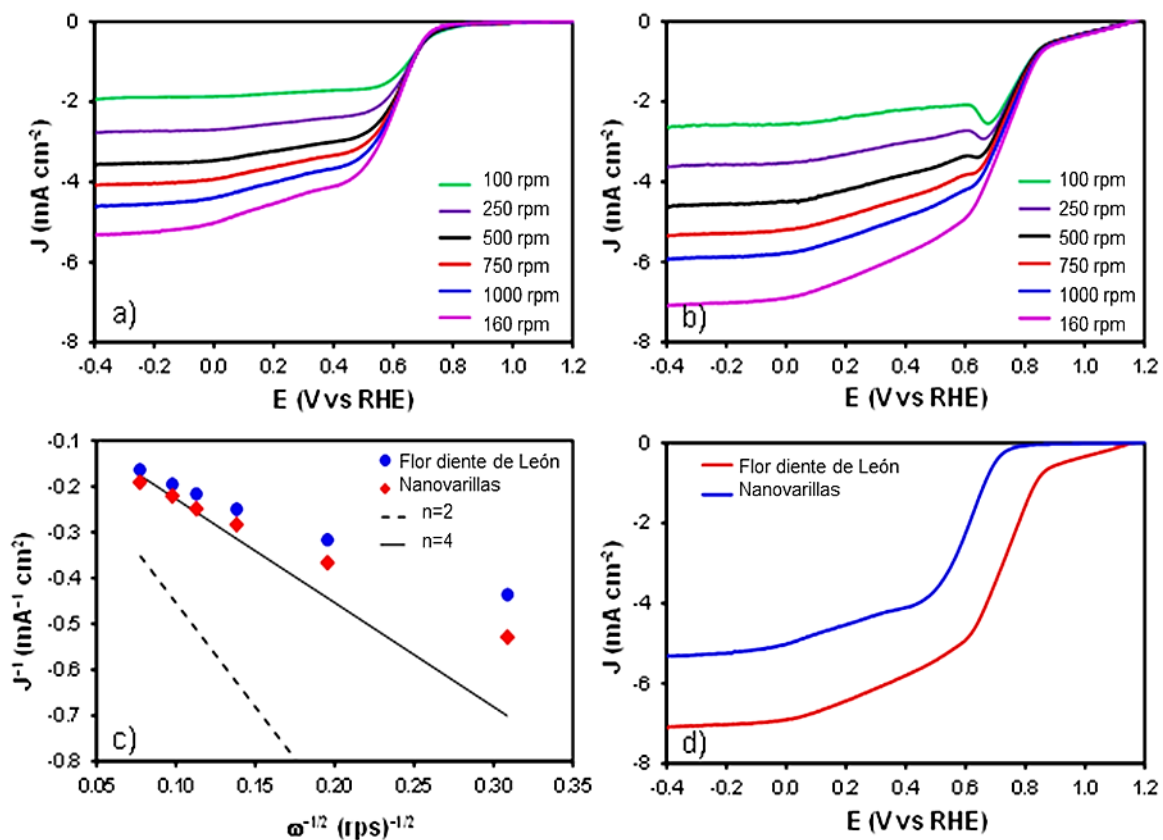 0
-2
-4
-6
-8
J (mA cm⁻²)
100 rpm
250 rpm
500 rpm
750 rpm
1000 rpm
160 rpm
a)
-0.4 -0.2 0.0 0.2 0.4 0.6 0.8 1.0 1.2
E (V vs RHE)
0
-2
-4
-6
-8
J (mA cm⁻²)
100 rpm
250 rpm
500 rpm
750 rpm
1000 rpm
160 rpm
b)
-0.4 -0.2 0.0 0.2 0.4 0.6 0.8 1.0 1.2
E (V vs RHE)
-0.1
-0.2
-0.3
-0.4
-0.5
-0.6
-0.7
-0.8
J⁻¹ (mA⁻¹ cm²)
Flor diente de León
Nanovarillas
n=2
n=4
c)
0.05 0.10 0.15 0.20 0.25 0.30 0.35
ω⁻¹/² (rps)⁻¹/²
0
-2
-4
-6
-8
J (mA cm⁻²)
Flor diente de León
Nanovarillas
d)
-0.4 -0.2 0.0 0.2 0.4 0.6 0.8 1.0 1.2
E (V vs RHE)